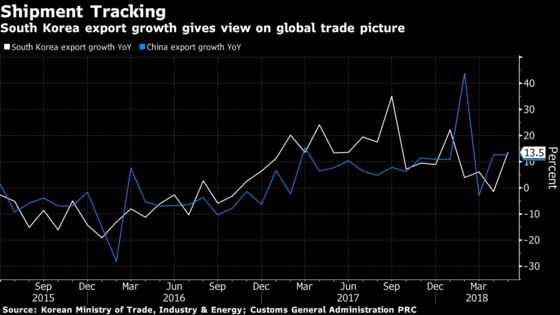 Shipment Tracking
South Korea export growth gives view on global trade picture
South Korea export growth YoY China export growth YoY
40
30
20
13.5
10
0
-10
-20
-30
Percent
Sep Dec Mar Jun Sep Dec Mar Jun Sep Dec Mar
2015 2016 2017 2018
Source: Korean Ministry of Trade, Industry & Energy; Customs General Administration PRC